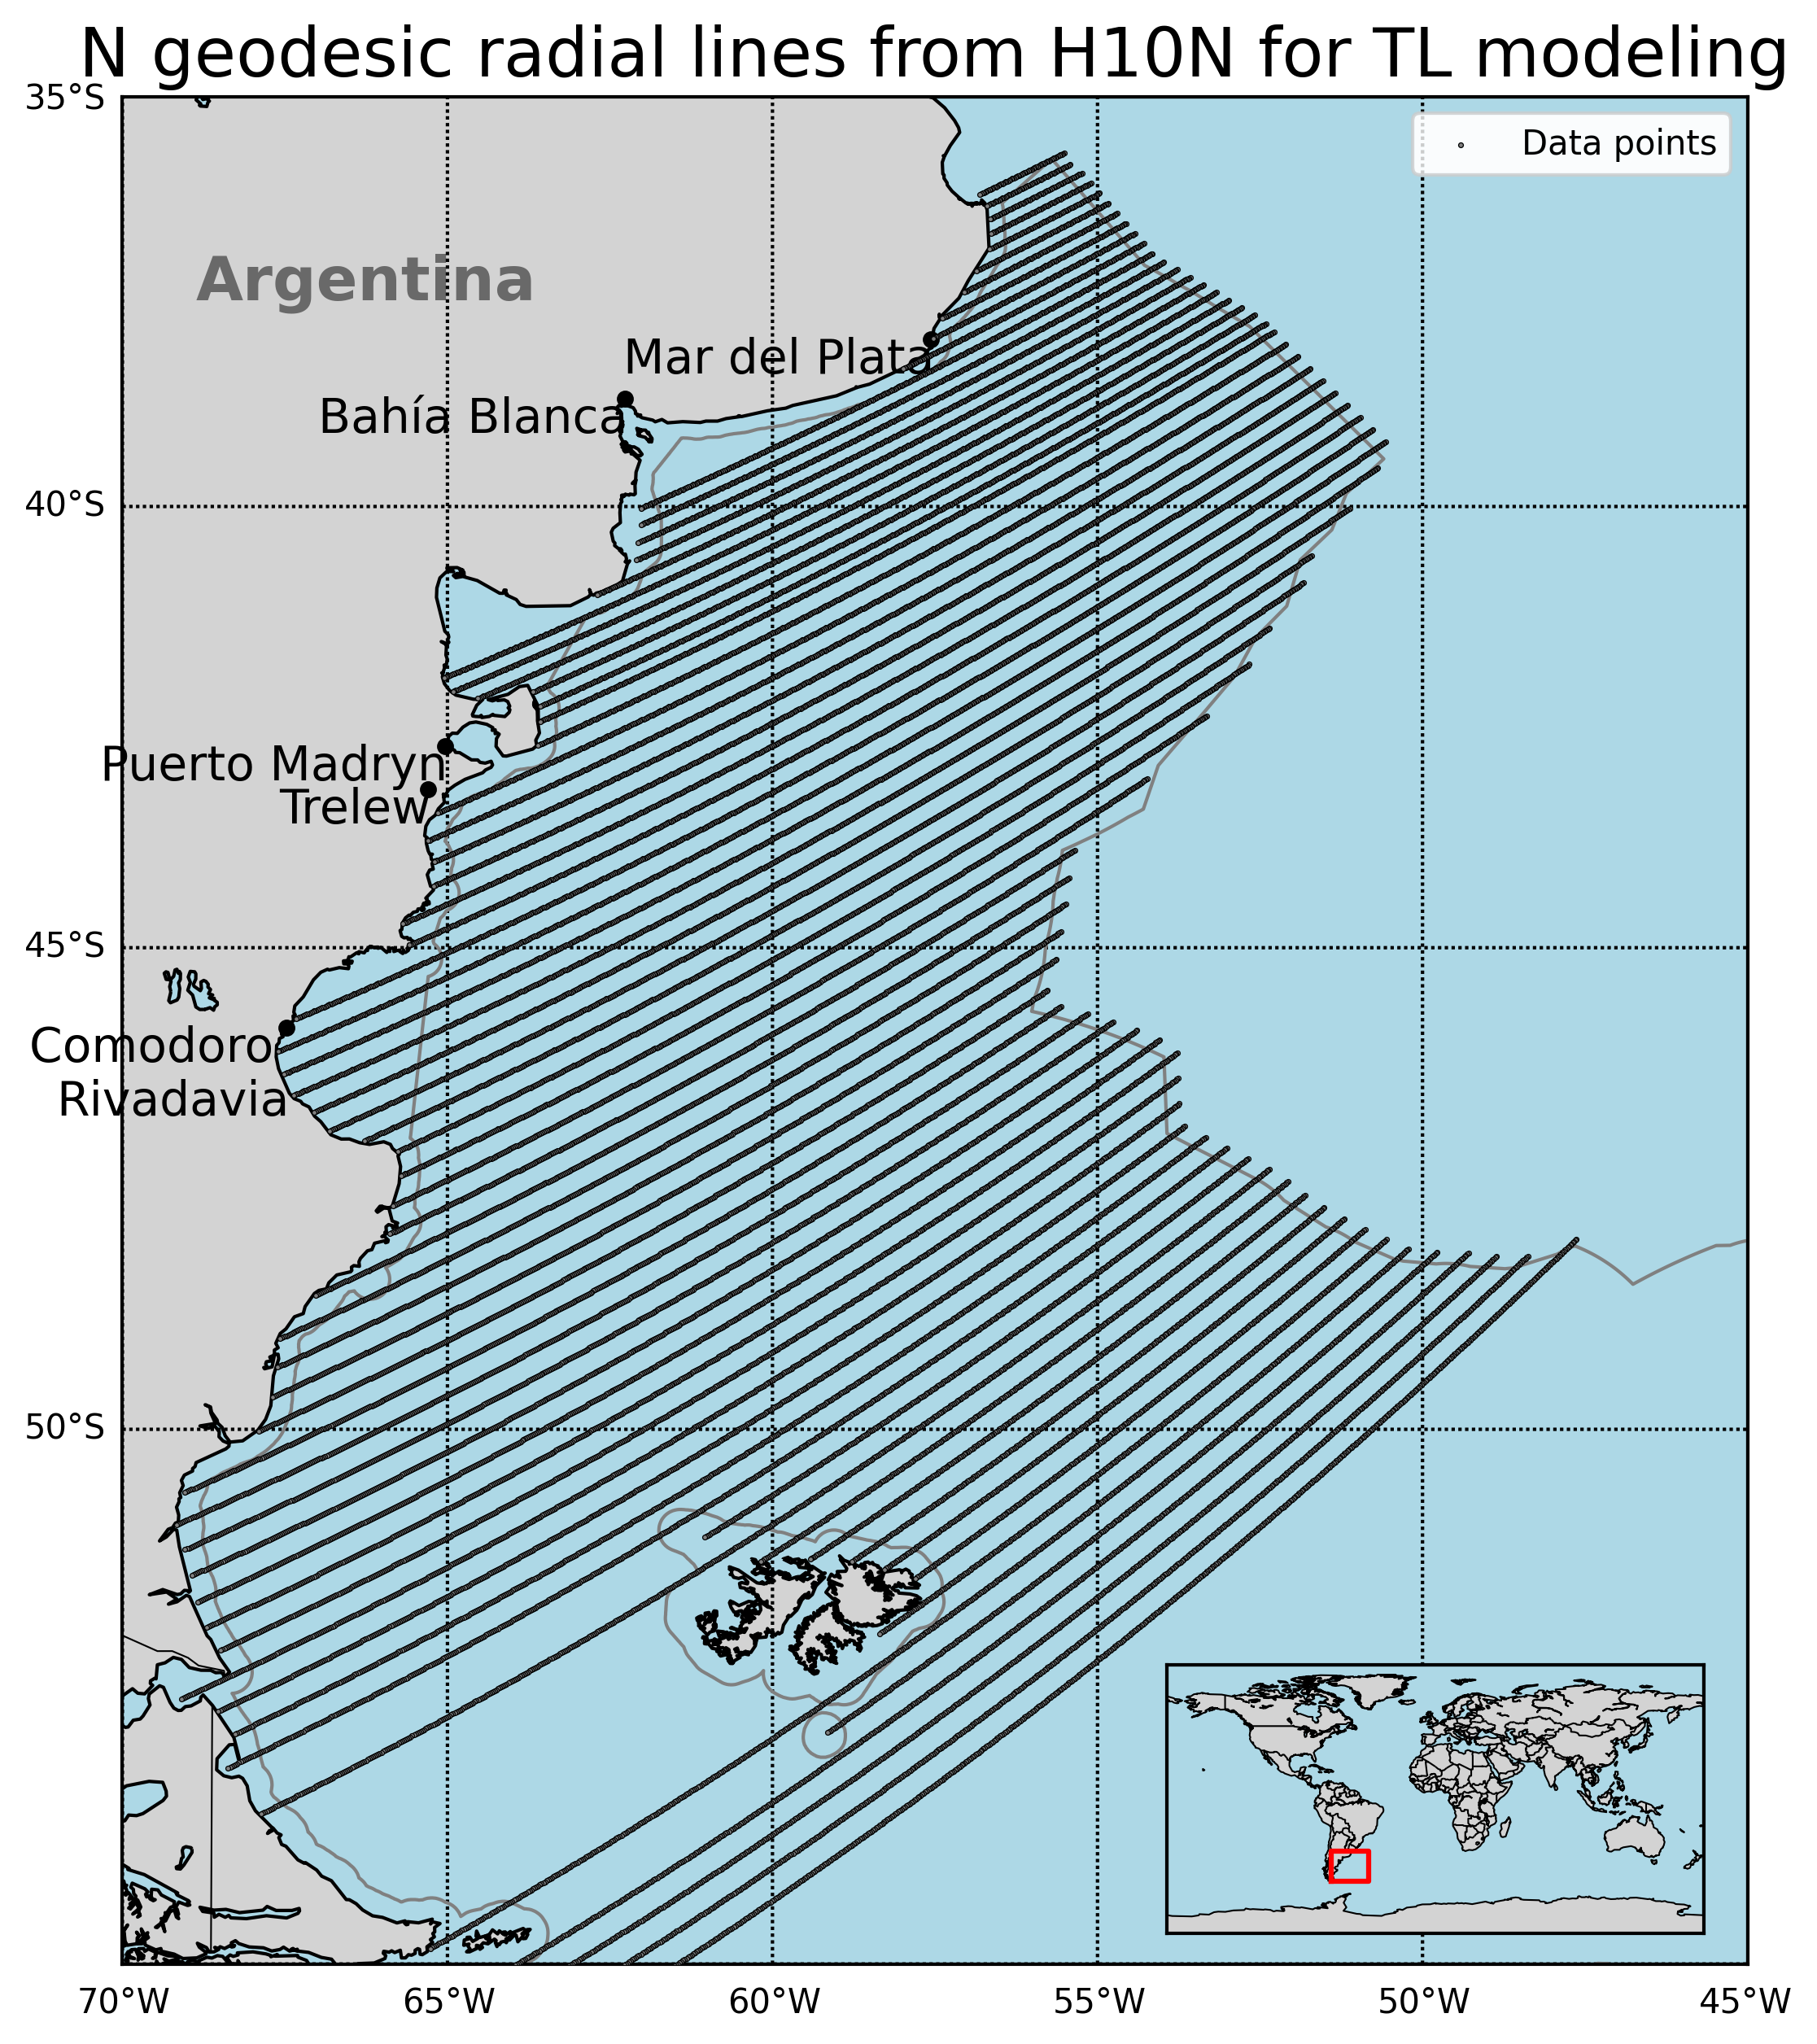 N geodesic radial lines from H10N for TL modeling
35°S
Data points
Argentina
Mar del Plata
Bahía Blanca
40°S
Puerto Madryn
Trelew
45°S
Comodoro
Rivadavia
50°S
70°W
65°W
60°W
55°W
50°W
45°W